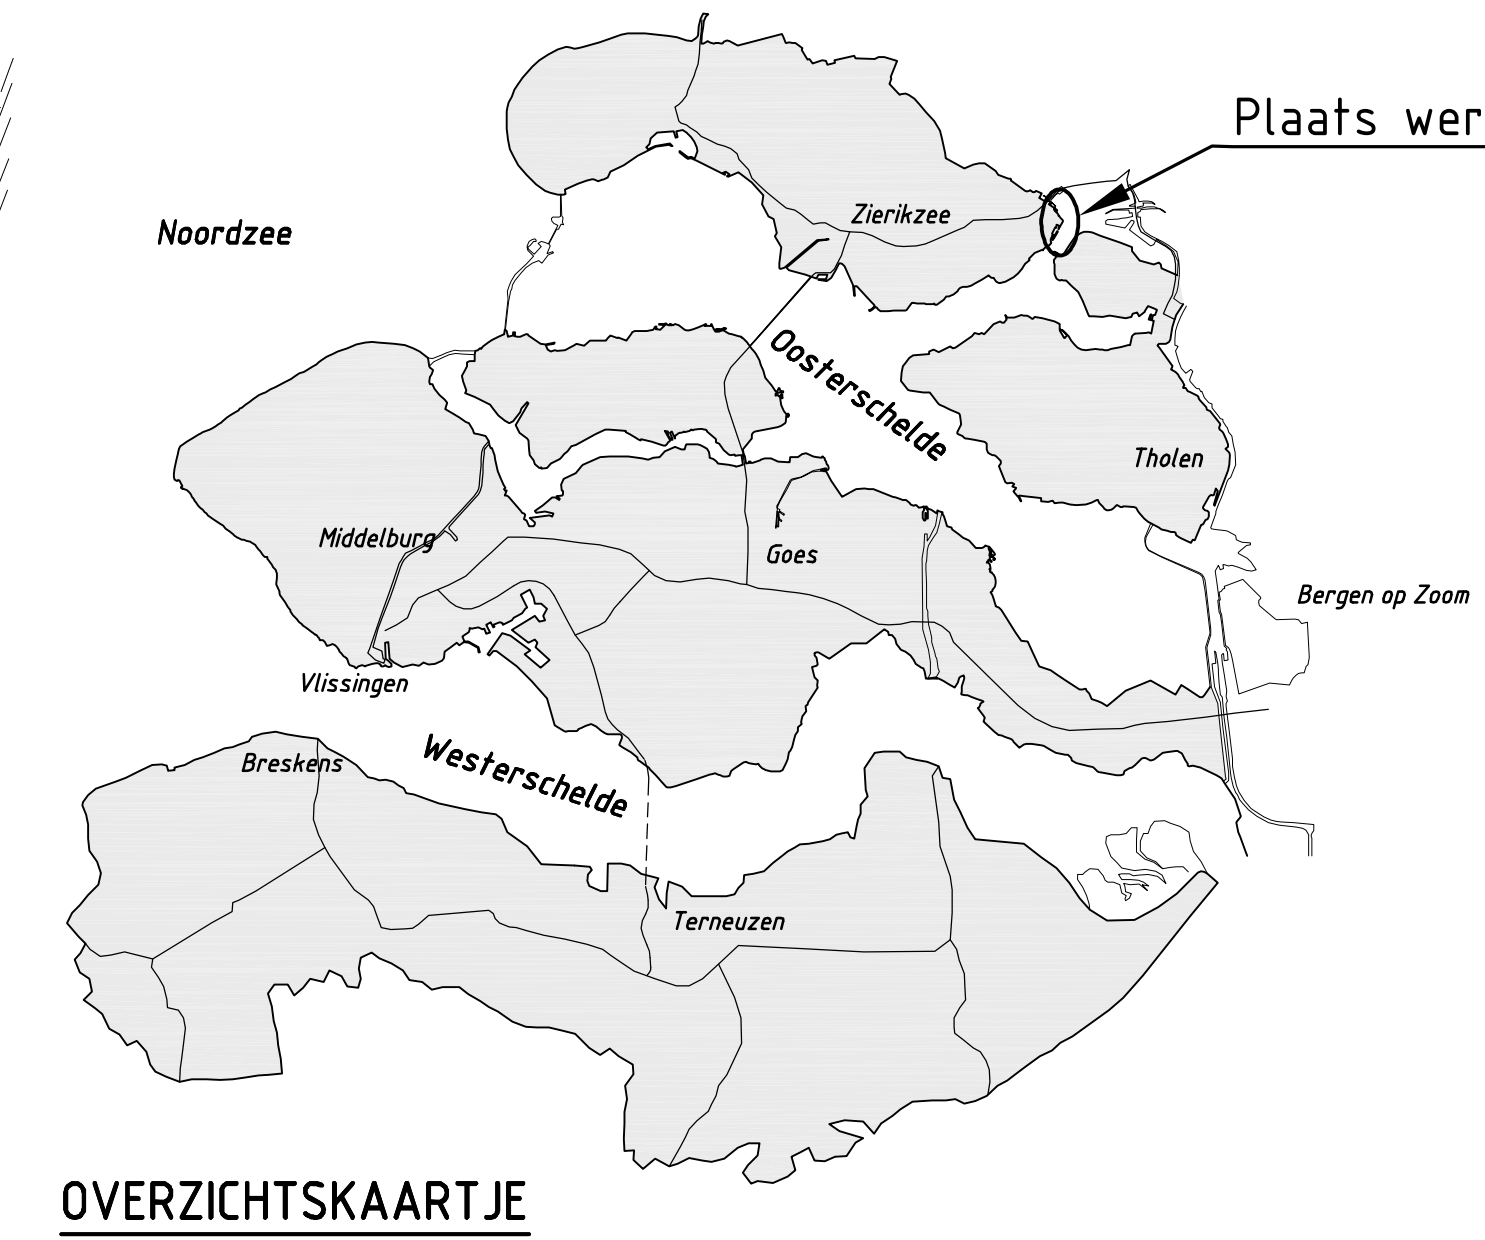 Plaats wer
Zierikzee
Noordzee
Oosterschelde
Tholen
Middelburg
Goes
Bergen op Zoom
Vlissingen
Westerschelde
Breskens
Terneuzen
OVERZICHTSKAARTJE